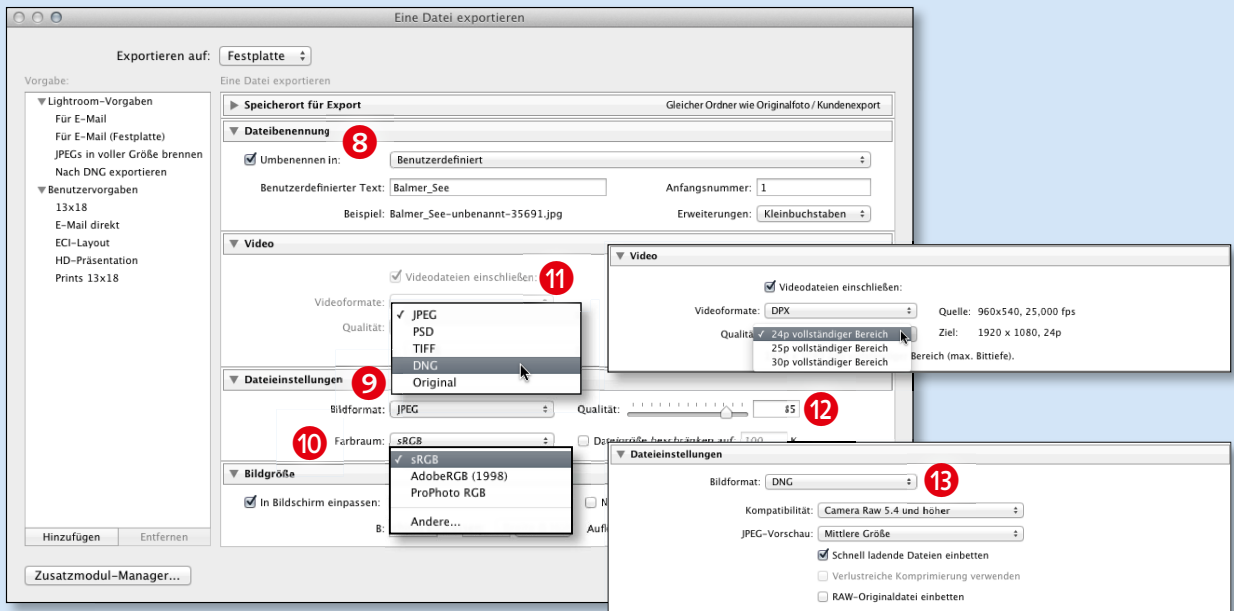 Eine Datei exportieren
Exportieren auf: Festplatte
Vorgabe:
Eine Datei exportieren
Lightroom-Vorgaben
Für E-Mail
Für E-Mail (Festplatte)
JPEGs in voller Größe brennen
Nach DNG exportieren
Benutzervorgaben
13x18
E-Mail direkt
ECI-Layout
HD-Präsentation
Prints 13x18
Hinzufügen Entfernen
Zusatzmodul-Manager...
Speicherort für Export Gleicher Ordner wie Originalfoto / Kundenexport
Dateibenennung
8
Umbenennen in: Benutzerdefiniert
Benutzerdefinierter Text: Balmer_See Anfangsnummer: 1
Beispiel: Balmer_See-unbenannt-35691.jpg Erweiterungen: Kleinbuchstaben
Video
Videodateien einschließen:
11
Videoformate:
Qualität:
JPEG
PSD
TIFF
DNG
Original
Dateieinstellungen
9
Bildformat: JPEG Qualität:
12
10
Farbraum: sRGB Dateigröße beschränken auf: 100 K
sRGB
AdobeRGB (1998)
ProPhoto RGB
Andere...
Bildgröße
In Bildschirm einpassen:
B:
Video
Videodateien einschließen:
Videoformate: DPX Quelle: 960x540, 25,000 fps
24p vollständiger Bereich Ziel: 1920 x 1080, 24p
25p vollständiger Bereich
Bereich (max. Bittiefe).
30p vollständiger Bereich
Dateieinstellungen
Bildformat: DNG
13
Kompatibilität: Camera Raw 5.4 und höher
JPEG-Vorschau: Mittlere Größe
Schnell ladende Dateien einbetten
Verlustreiche Komprimierung verwenden
RAW-Originaldatei einbetten